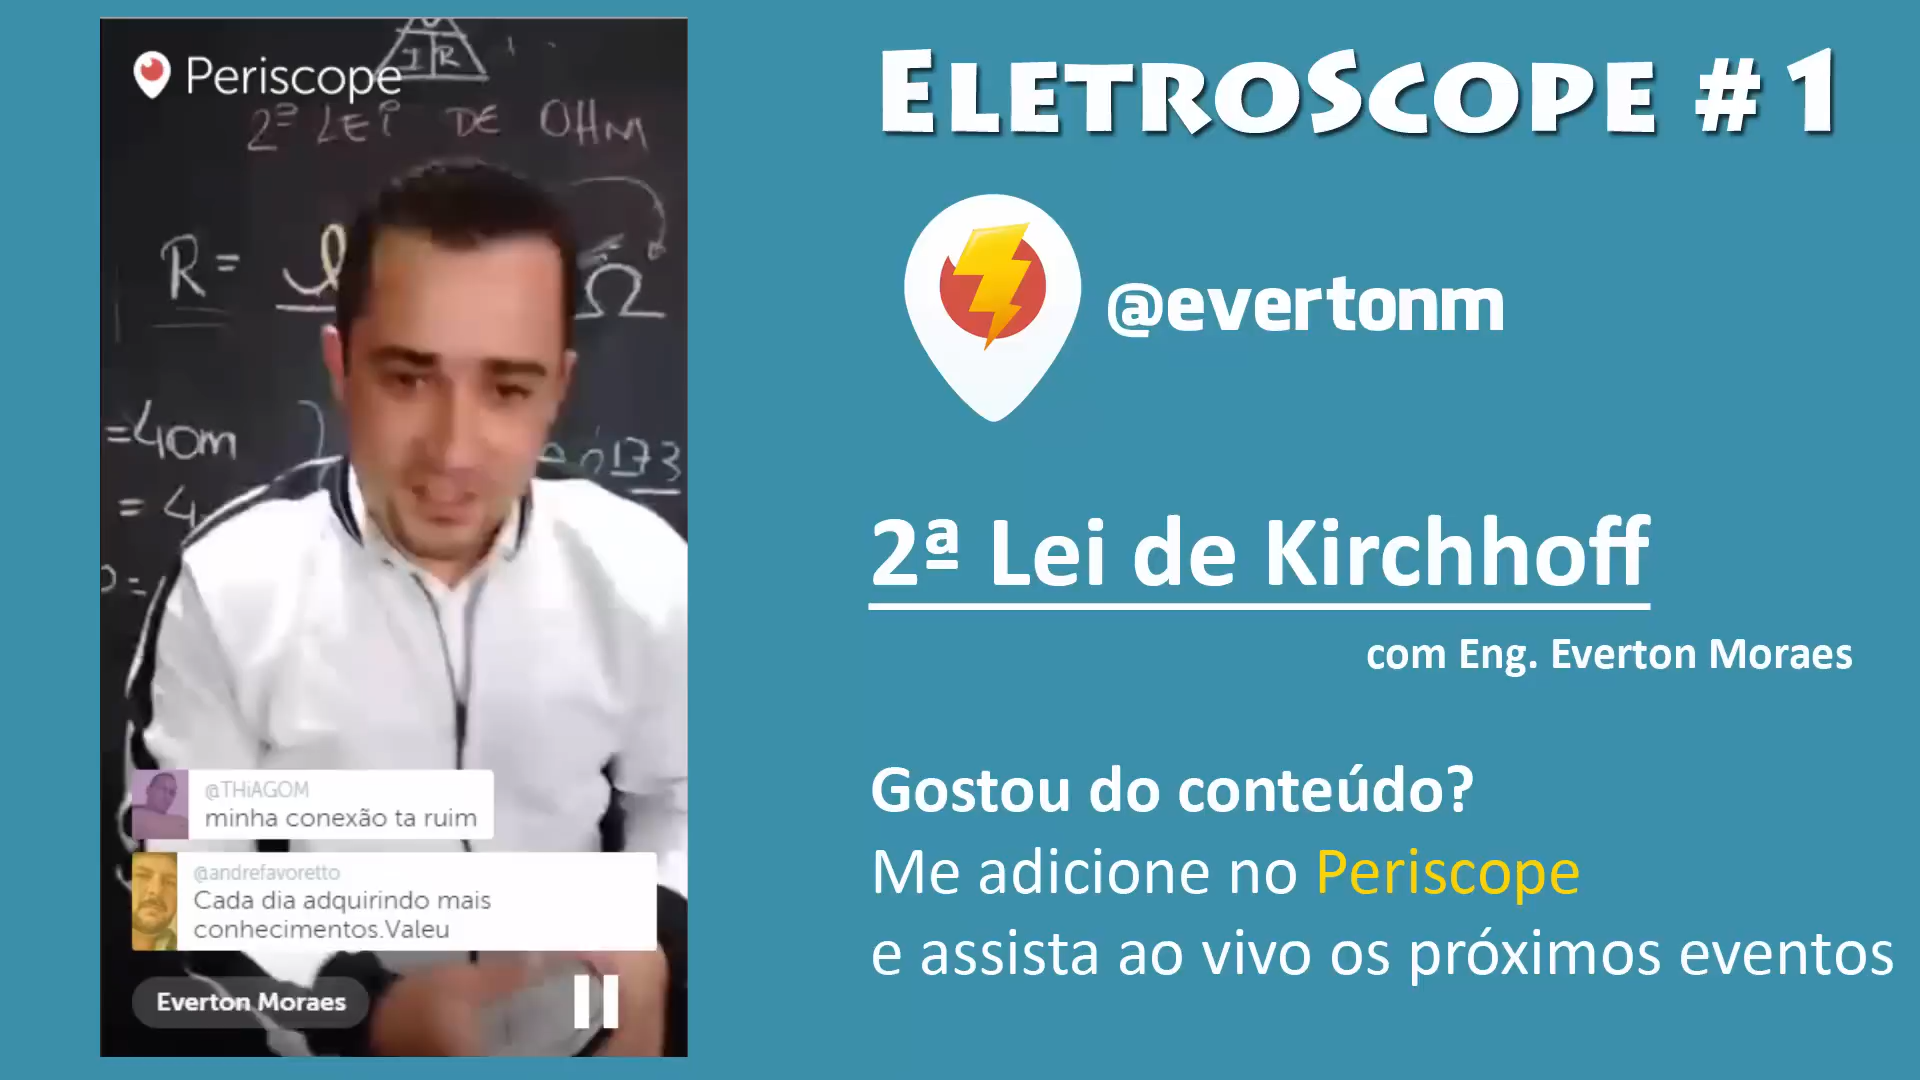 Periscope
I R
2ª LEI DE OHM
R = l
Ω
=40m
= 4
173
@THiAGOM
minha conexão ta ruim
@andrefavoretto
Cada dia adquirindo mais
conhecimentos.Valeu
Everton Moraes
ELETROSCOPE #1
@evertonm
2ª Lei de Kirchhoff
com Eng. Everton Moraes
Gostou do conteúdo?
Me adicione no Periscope
e assista ao vivo os próximos eventos